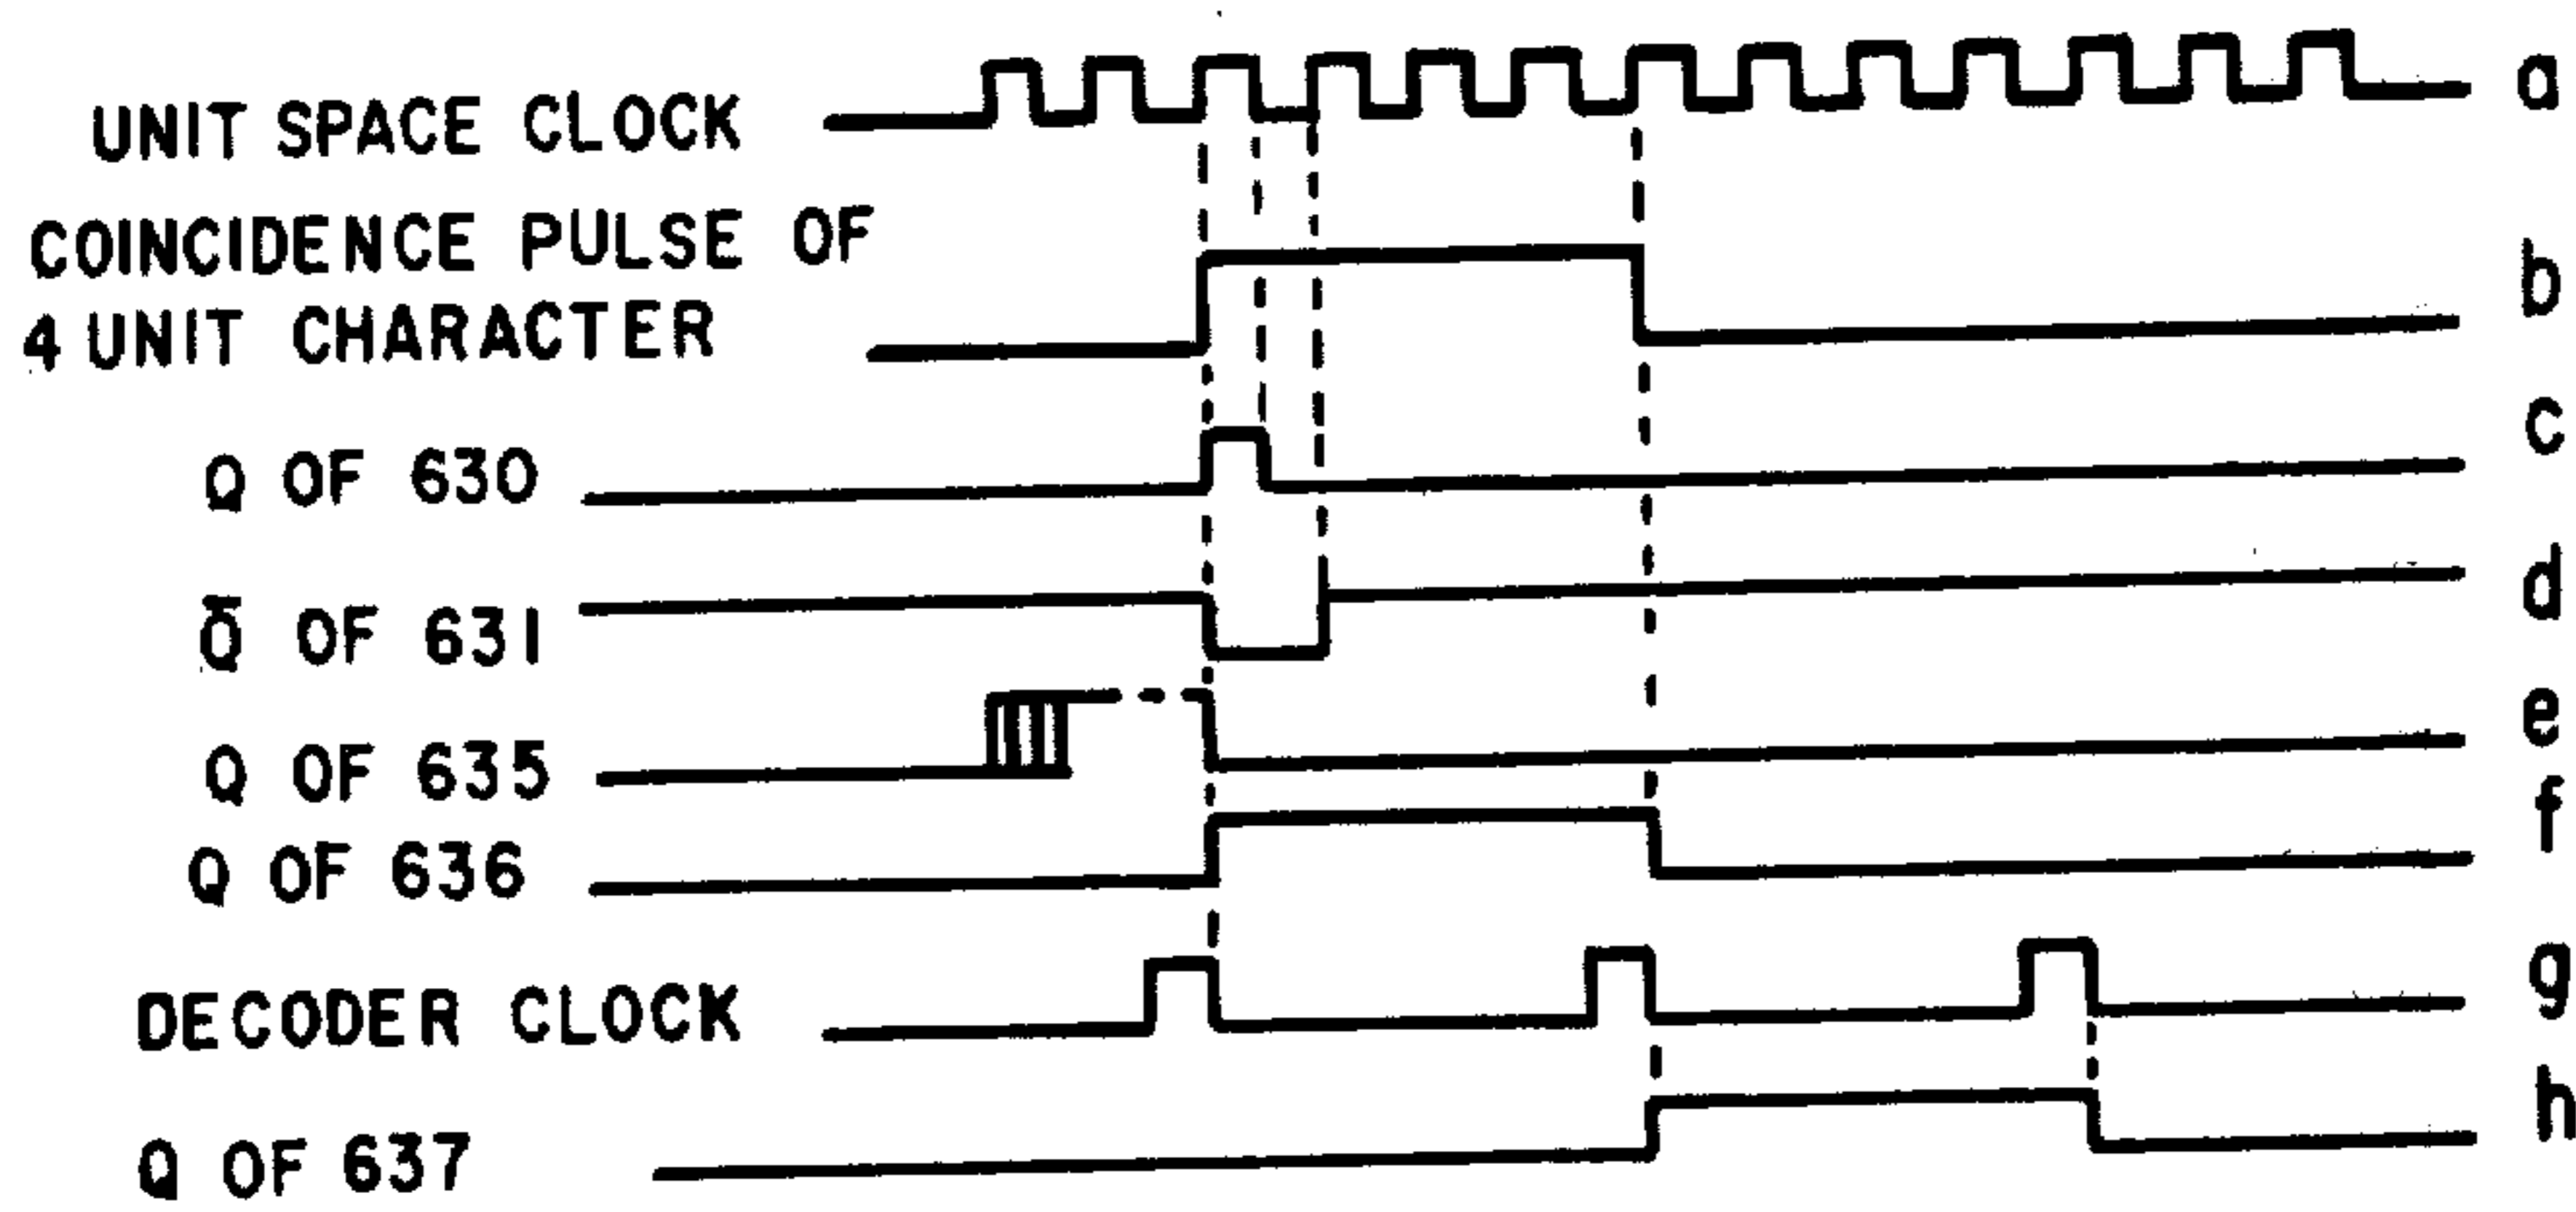 UNIT SPACE CLOCK a
COINCIDENCE PULSE OF
4 UNIT CHARACTER b
Q OF 630 c
Q̅ OF 631 d
Q OF 635 e
Q OF 636 f
DECODER CLOCK g
Q OF 637 h